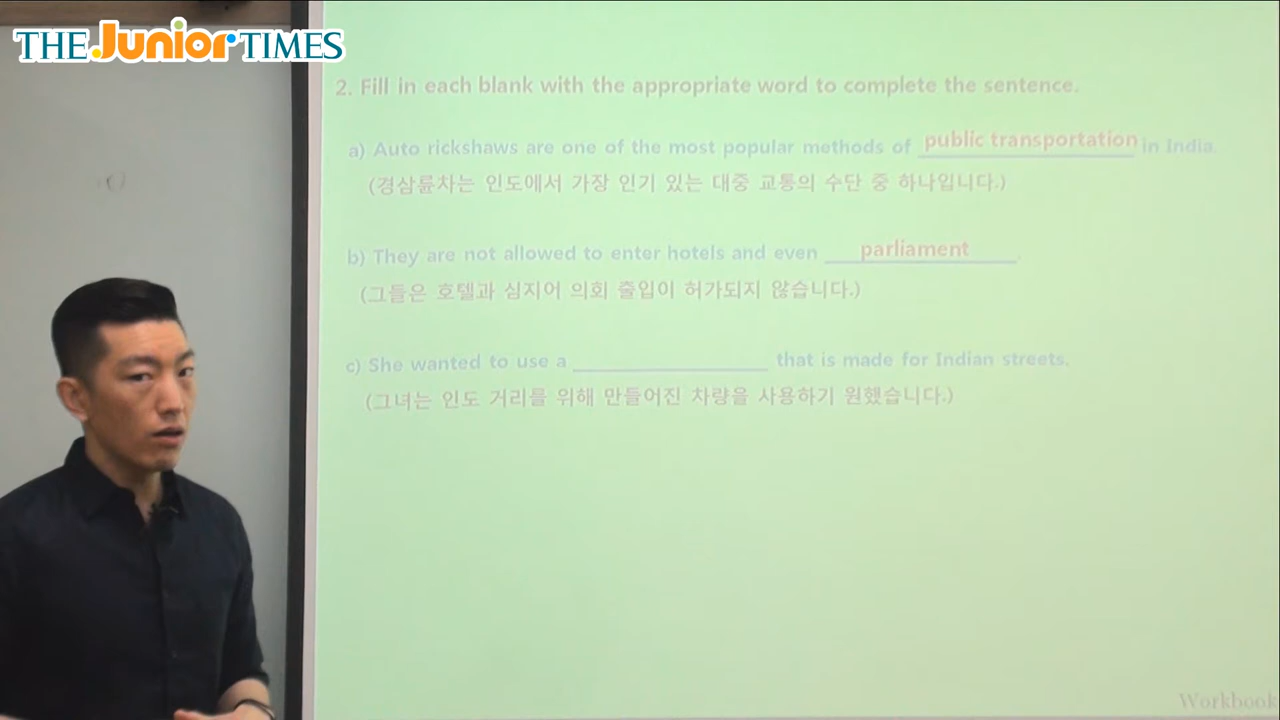 THE Junior TIMES
2. Fill in each blank with the appropriate word to complete the sentence.
a) Auto rickshaws are one of the most popular methods of public transportation in India.
(경삼륜차는 인도에서 가장 인기 있는 대중 교통의 수단 중 하나입니다.)
b) They are not allowed to enter hotels and even parliament.
(그들은 호텔과 심지어 의회 출입이 허가되지 않습니다.)
c) She wanted to use a ____________ that is made for Indian streets.
(그녀는 인도 거리를 위해 만들어진 차량을 사용하기 원했습니다.)
Workbook